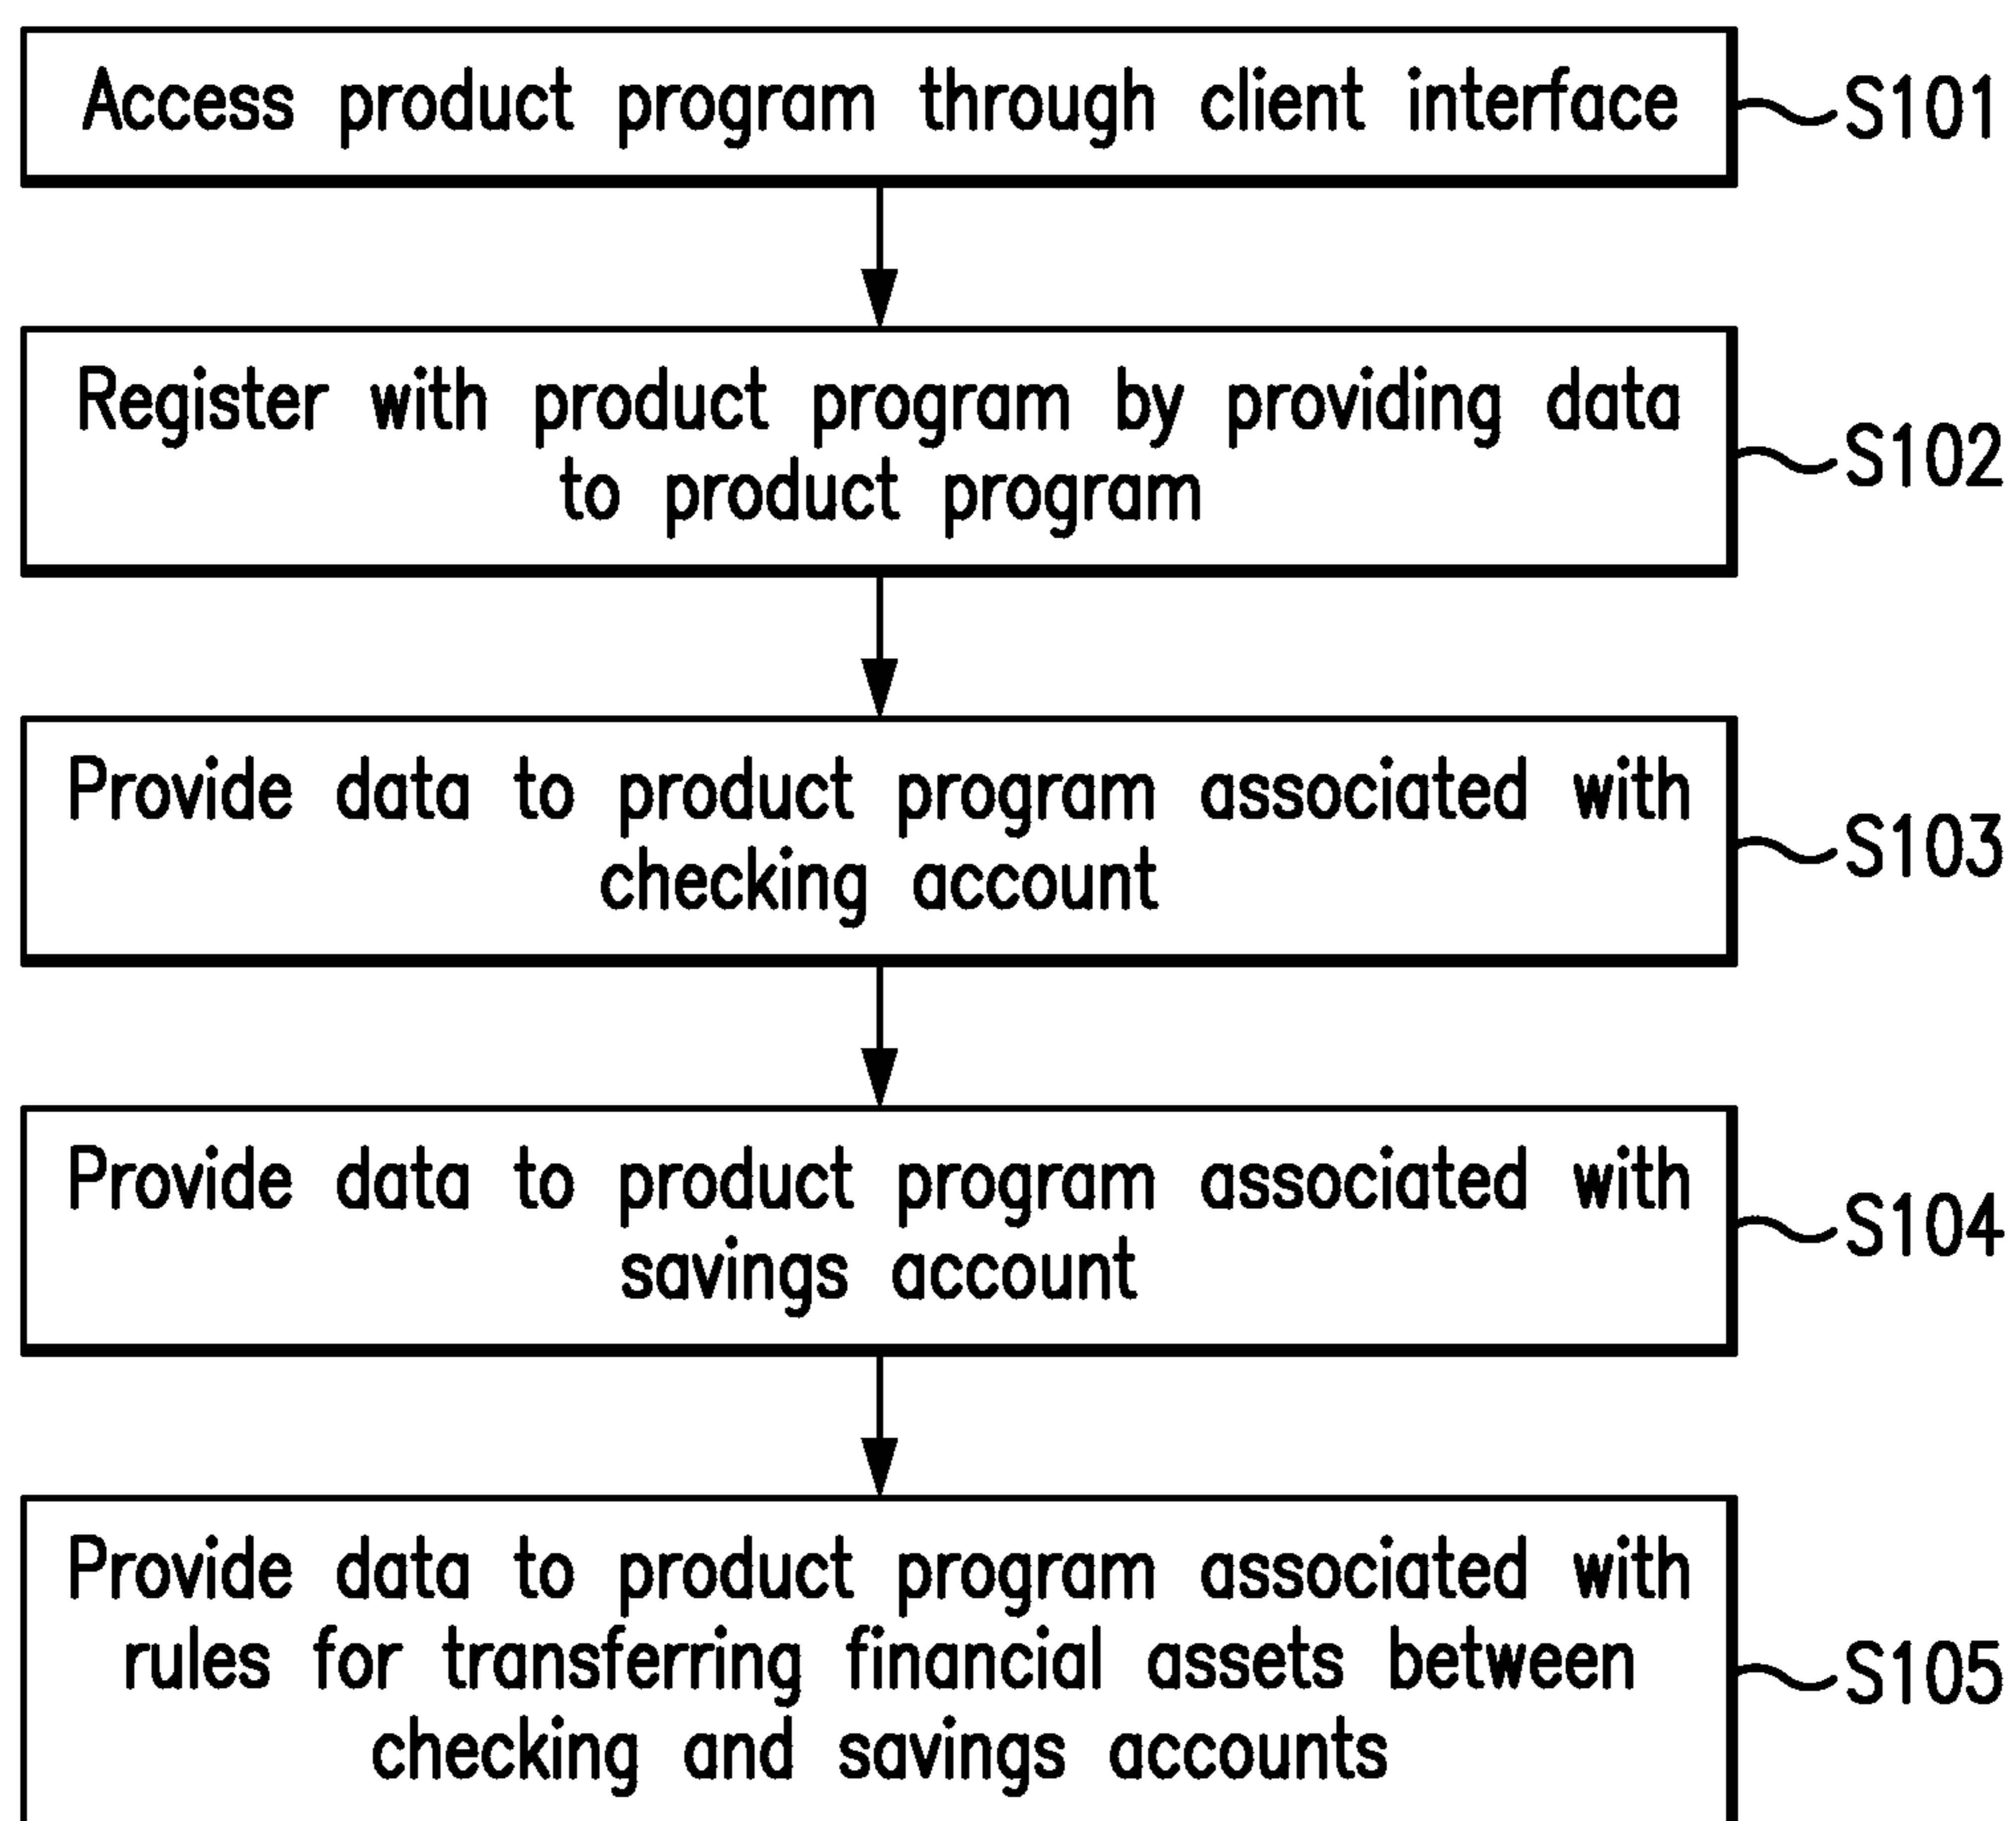 Access product program through client interface
S101
Register with product program by providing data
to product program
S102
Provide data to product program associated with
checking account
S103
Provide data to product program associated with
savings account
S104
Provide data to product program associated with
rules for transferring financial assets between
checking and savings accounts
S105